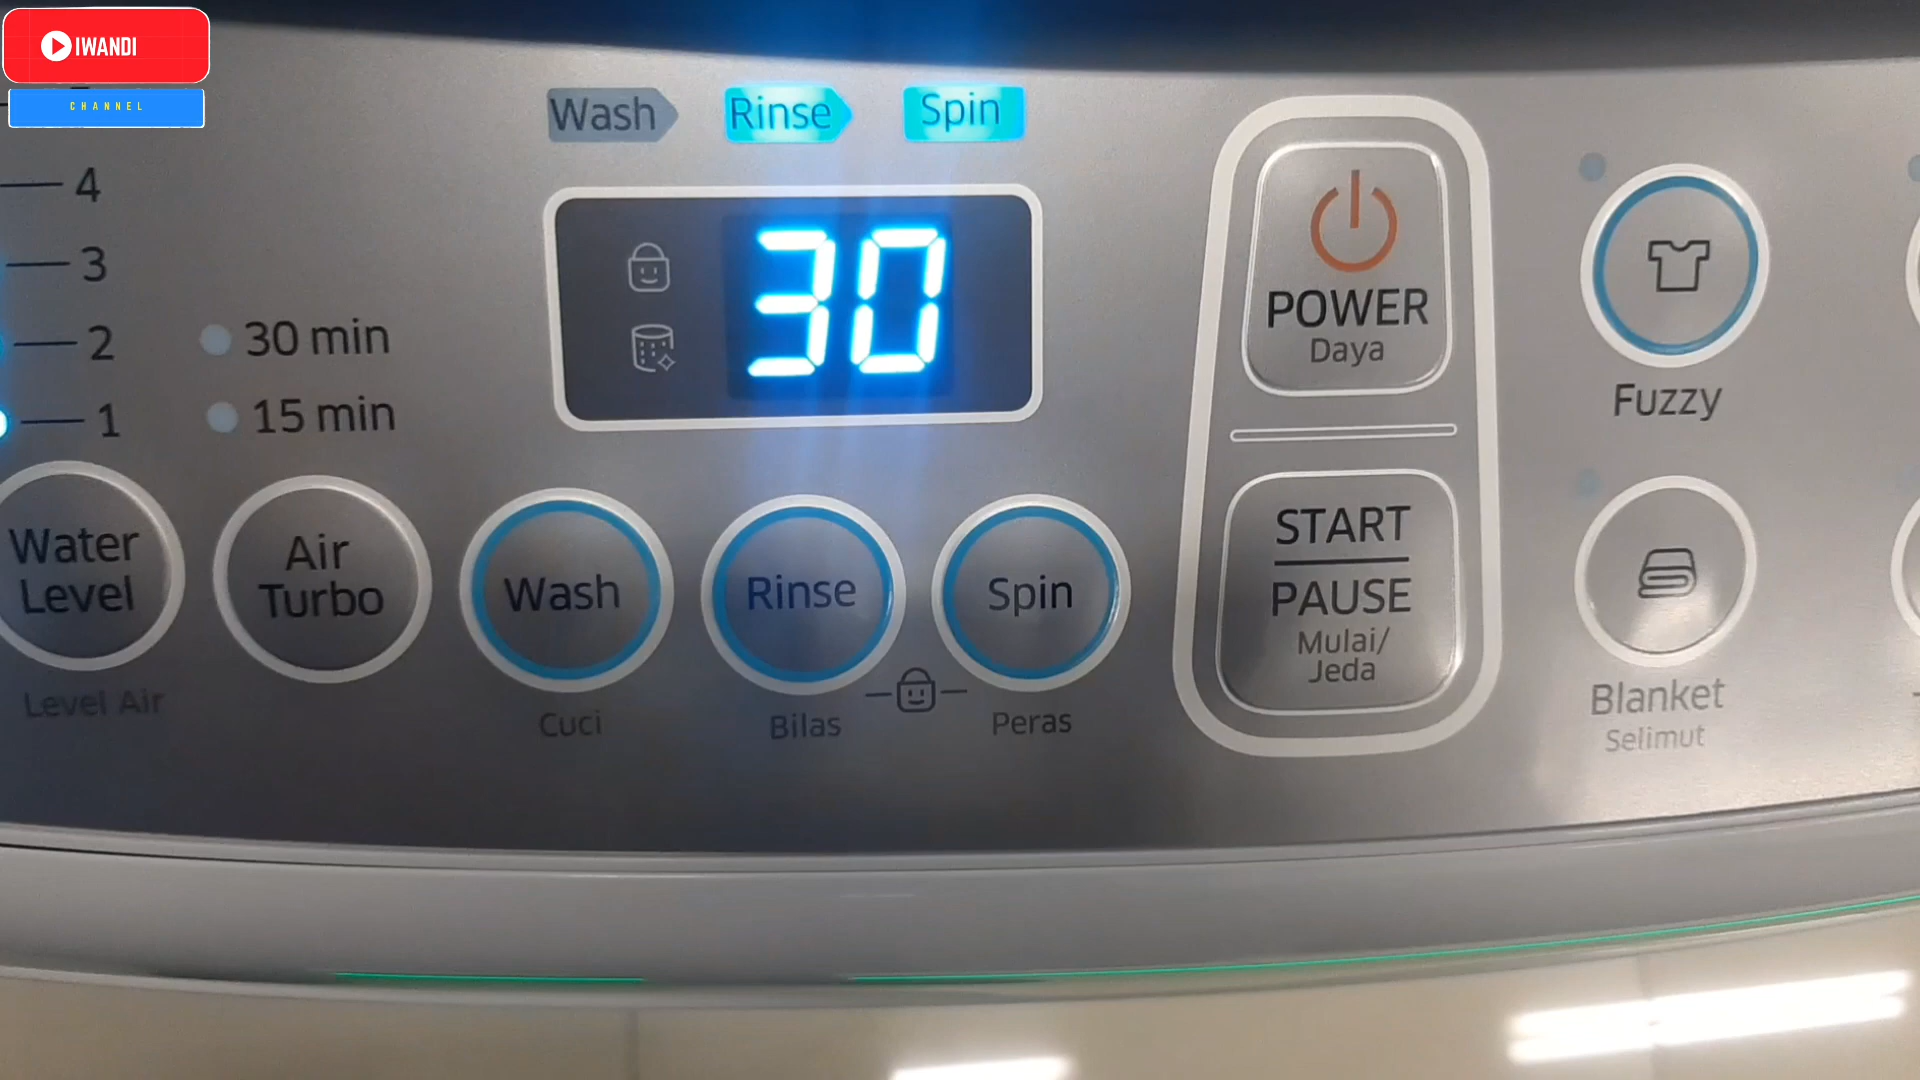 IWANDI
CHANNEL
Wash
Rinse
Spin
4
3
2
1
30 min
15 min
30
POWER
Daya
Fuzzy
Water
Level
Level Air
Air
Turbo
Wash
Cuci
Rinse
Bilas
Spin
Peras
START
PAUSE
Mulai/
Jeda
Blanket
Selimut